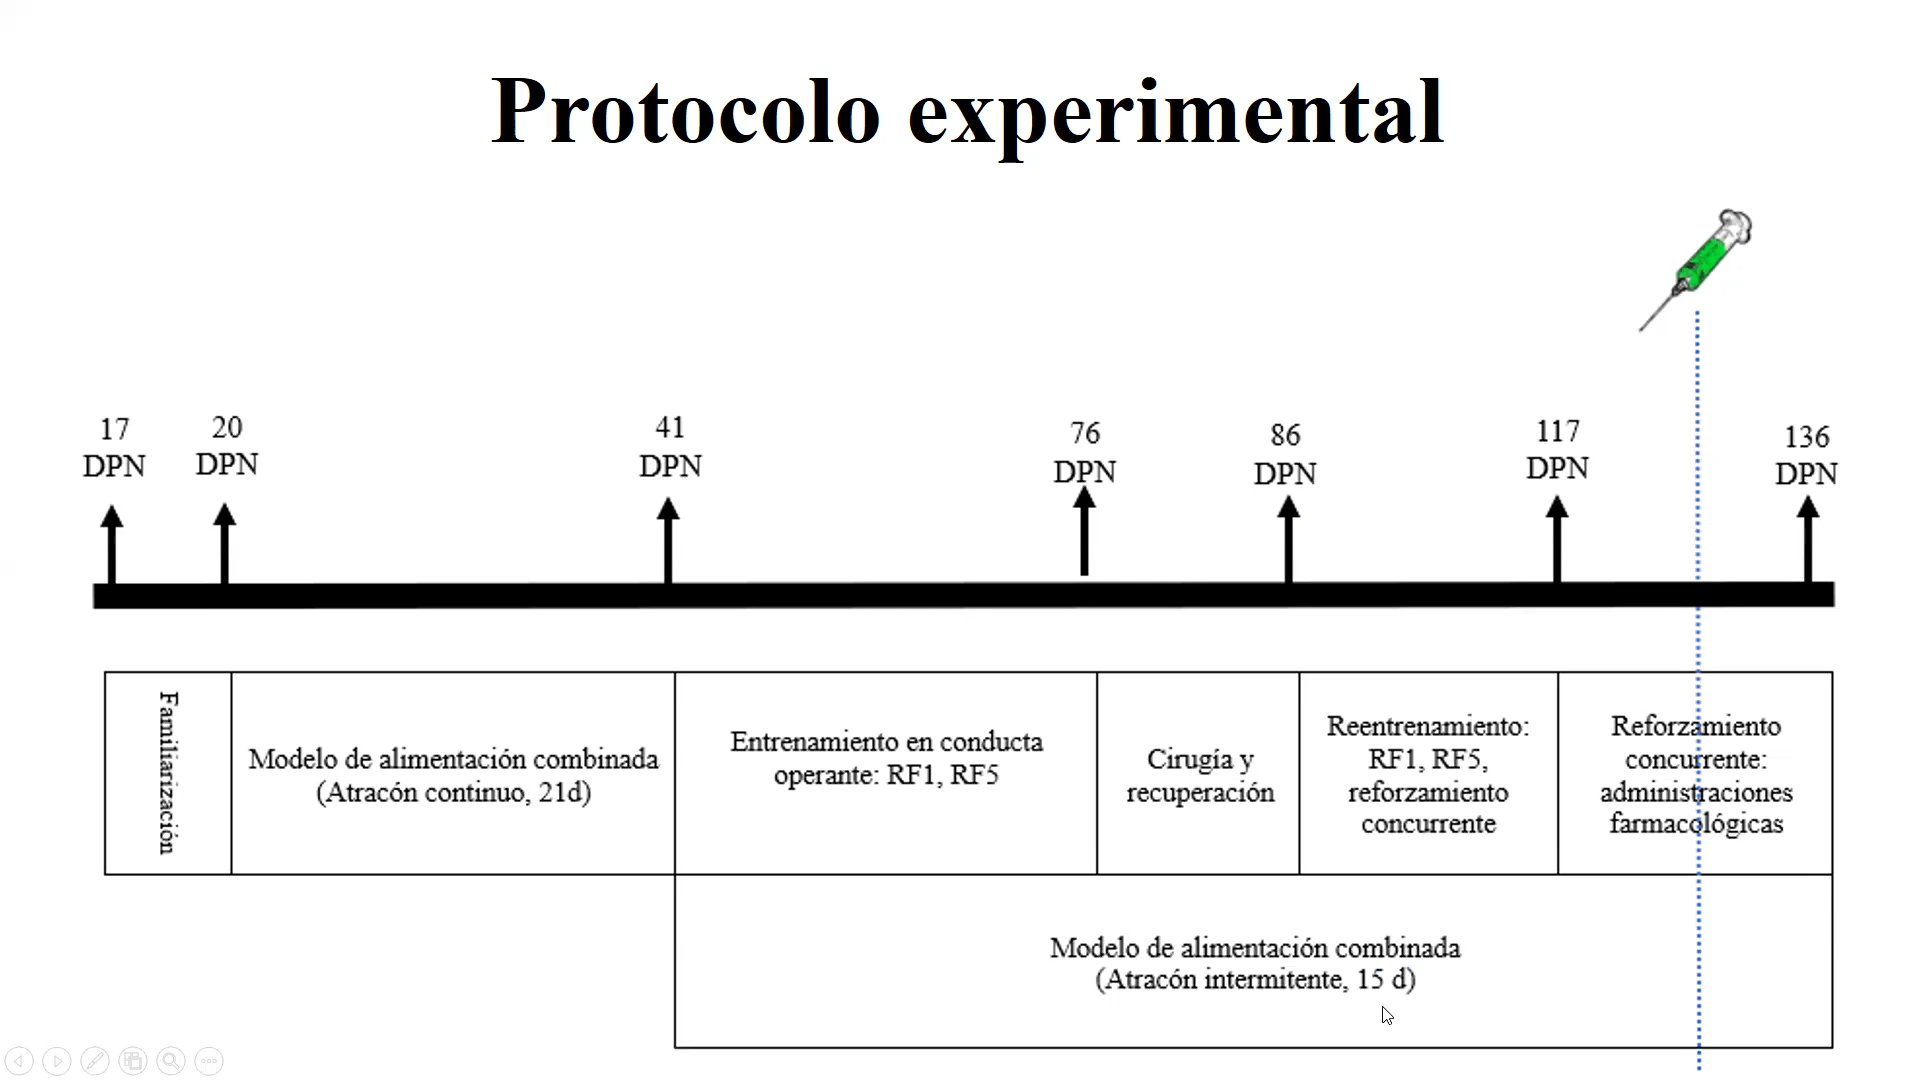 Protocolo experimental
17
DPN
20
DPN
41
DPN
76
DPN
86
DPN
117
DPN
136
DPN
Familiarización
Modelo de alimentación combinada
(Atracón continuo, 21d)
Entrenamiento en conducta
operante: RF1, RF5
Cirugía y
recuperación
Reentrenamiento:
RF1, RF5,
reforzamiento
concurrente
Reforzamiento
concurrente:
administraciones
farmacológicas
Modelo de alimentación combinada
(Atracón intermitente, 15 d)